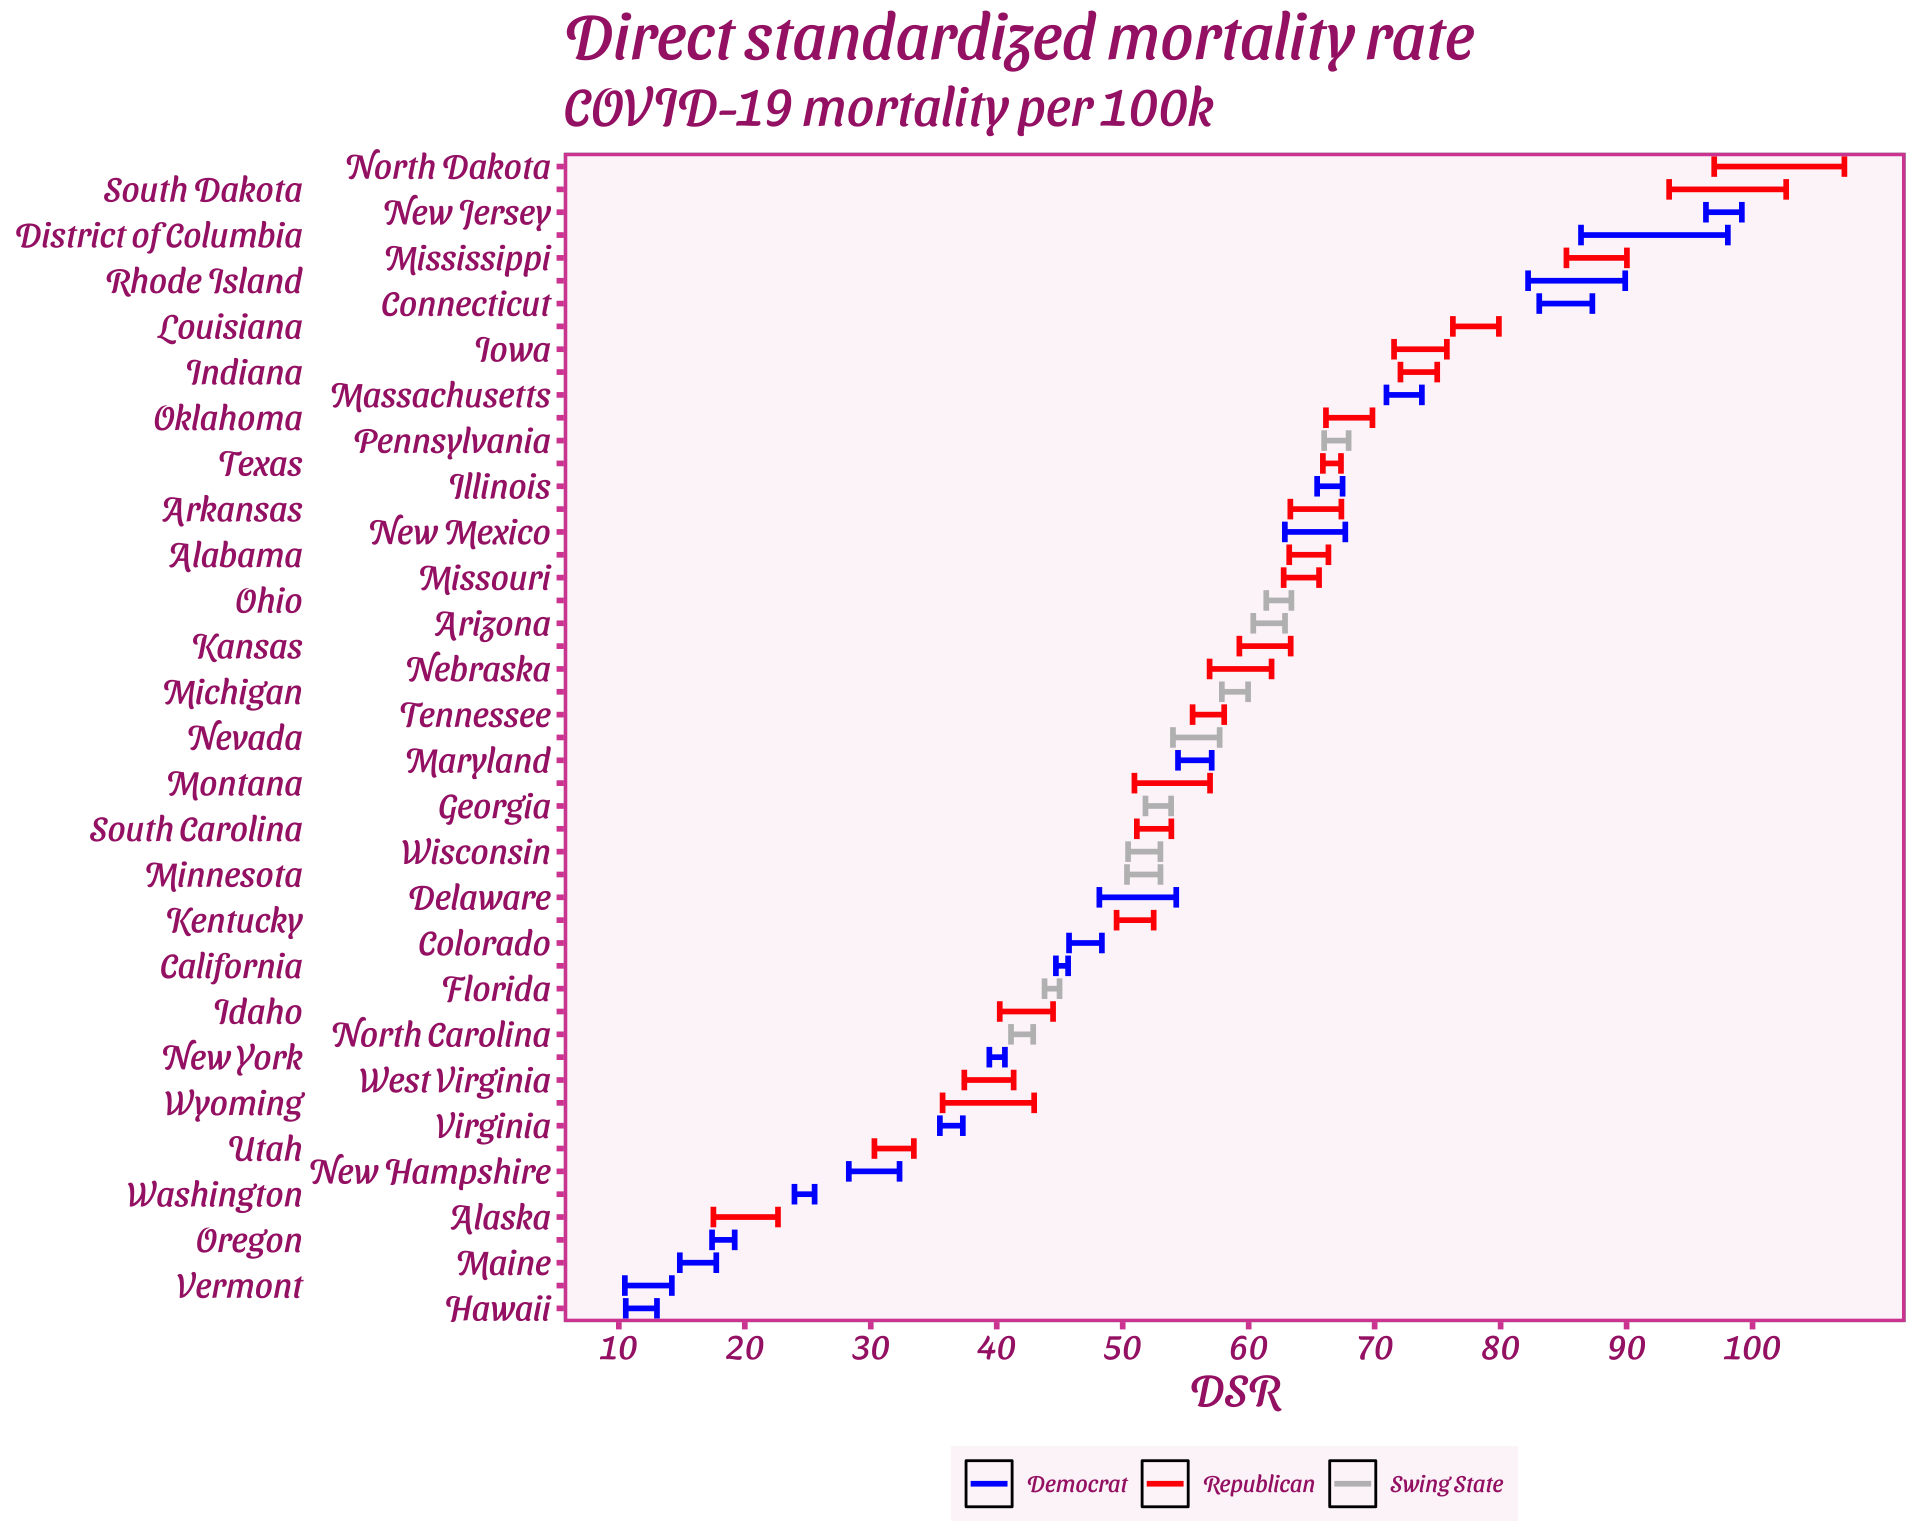 Direct standardized mortality rate
COVID-19 mortality per 100k
North Dakota
South Dakota
New Jersey
District of Columbia
Mississippi
Rhode Island
Connecticut
Louisiana
Iowa
Indiana
Massachusetts
Oklahoma
Pennsylvania
Texas
Illinois
Arkansas
New Mexico
Alabama
Missouri
Ohio
Arizona
Kansas
Nebraska
Michigan
Tennessee
Nevada
Maryland
Montana
Georgia
South Carolina
Wisconsin
Minnesota
Delaware
Kentucky
Colorado
California
Florida
Idaho
North Carolina
New York
West Virginia
Wyoming
Virginia
Utah
New Hampshire
Washington
Alaska
Oregon
Maine
Vermont
Hawaii
10 20 30 40 50 60 70 80 90 100
DSR
Democrat Republican Swing State